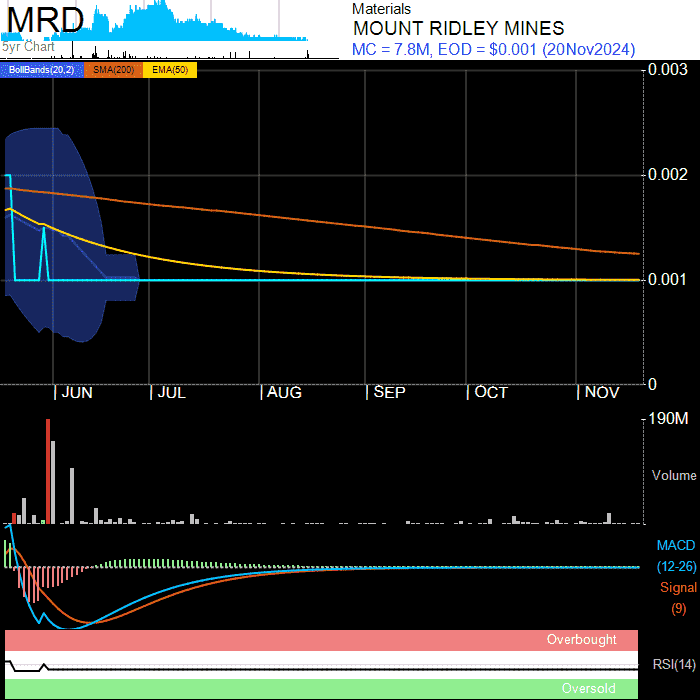 MRD
5yr Chart
Materials
MOUNT RIDLEY MINES
MC = 7.8M, EOD = $0.001 (20Nov2024)
BollBands(20,2) SMA(200) EMA(50)
0.003
0.002
0.001
0
JUN JUL AUG SEP OCT NOV
190M
Volume
MACD
(12-26)
Signal
(9)
Overbought
RSI(14)
Oversold